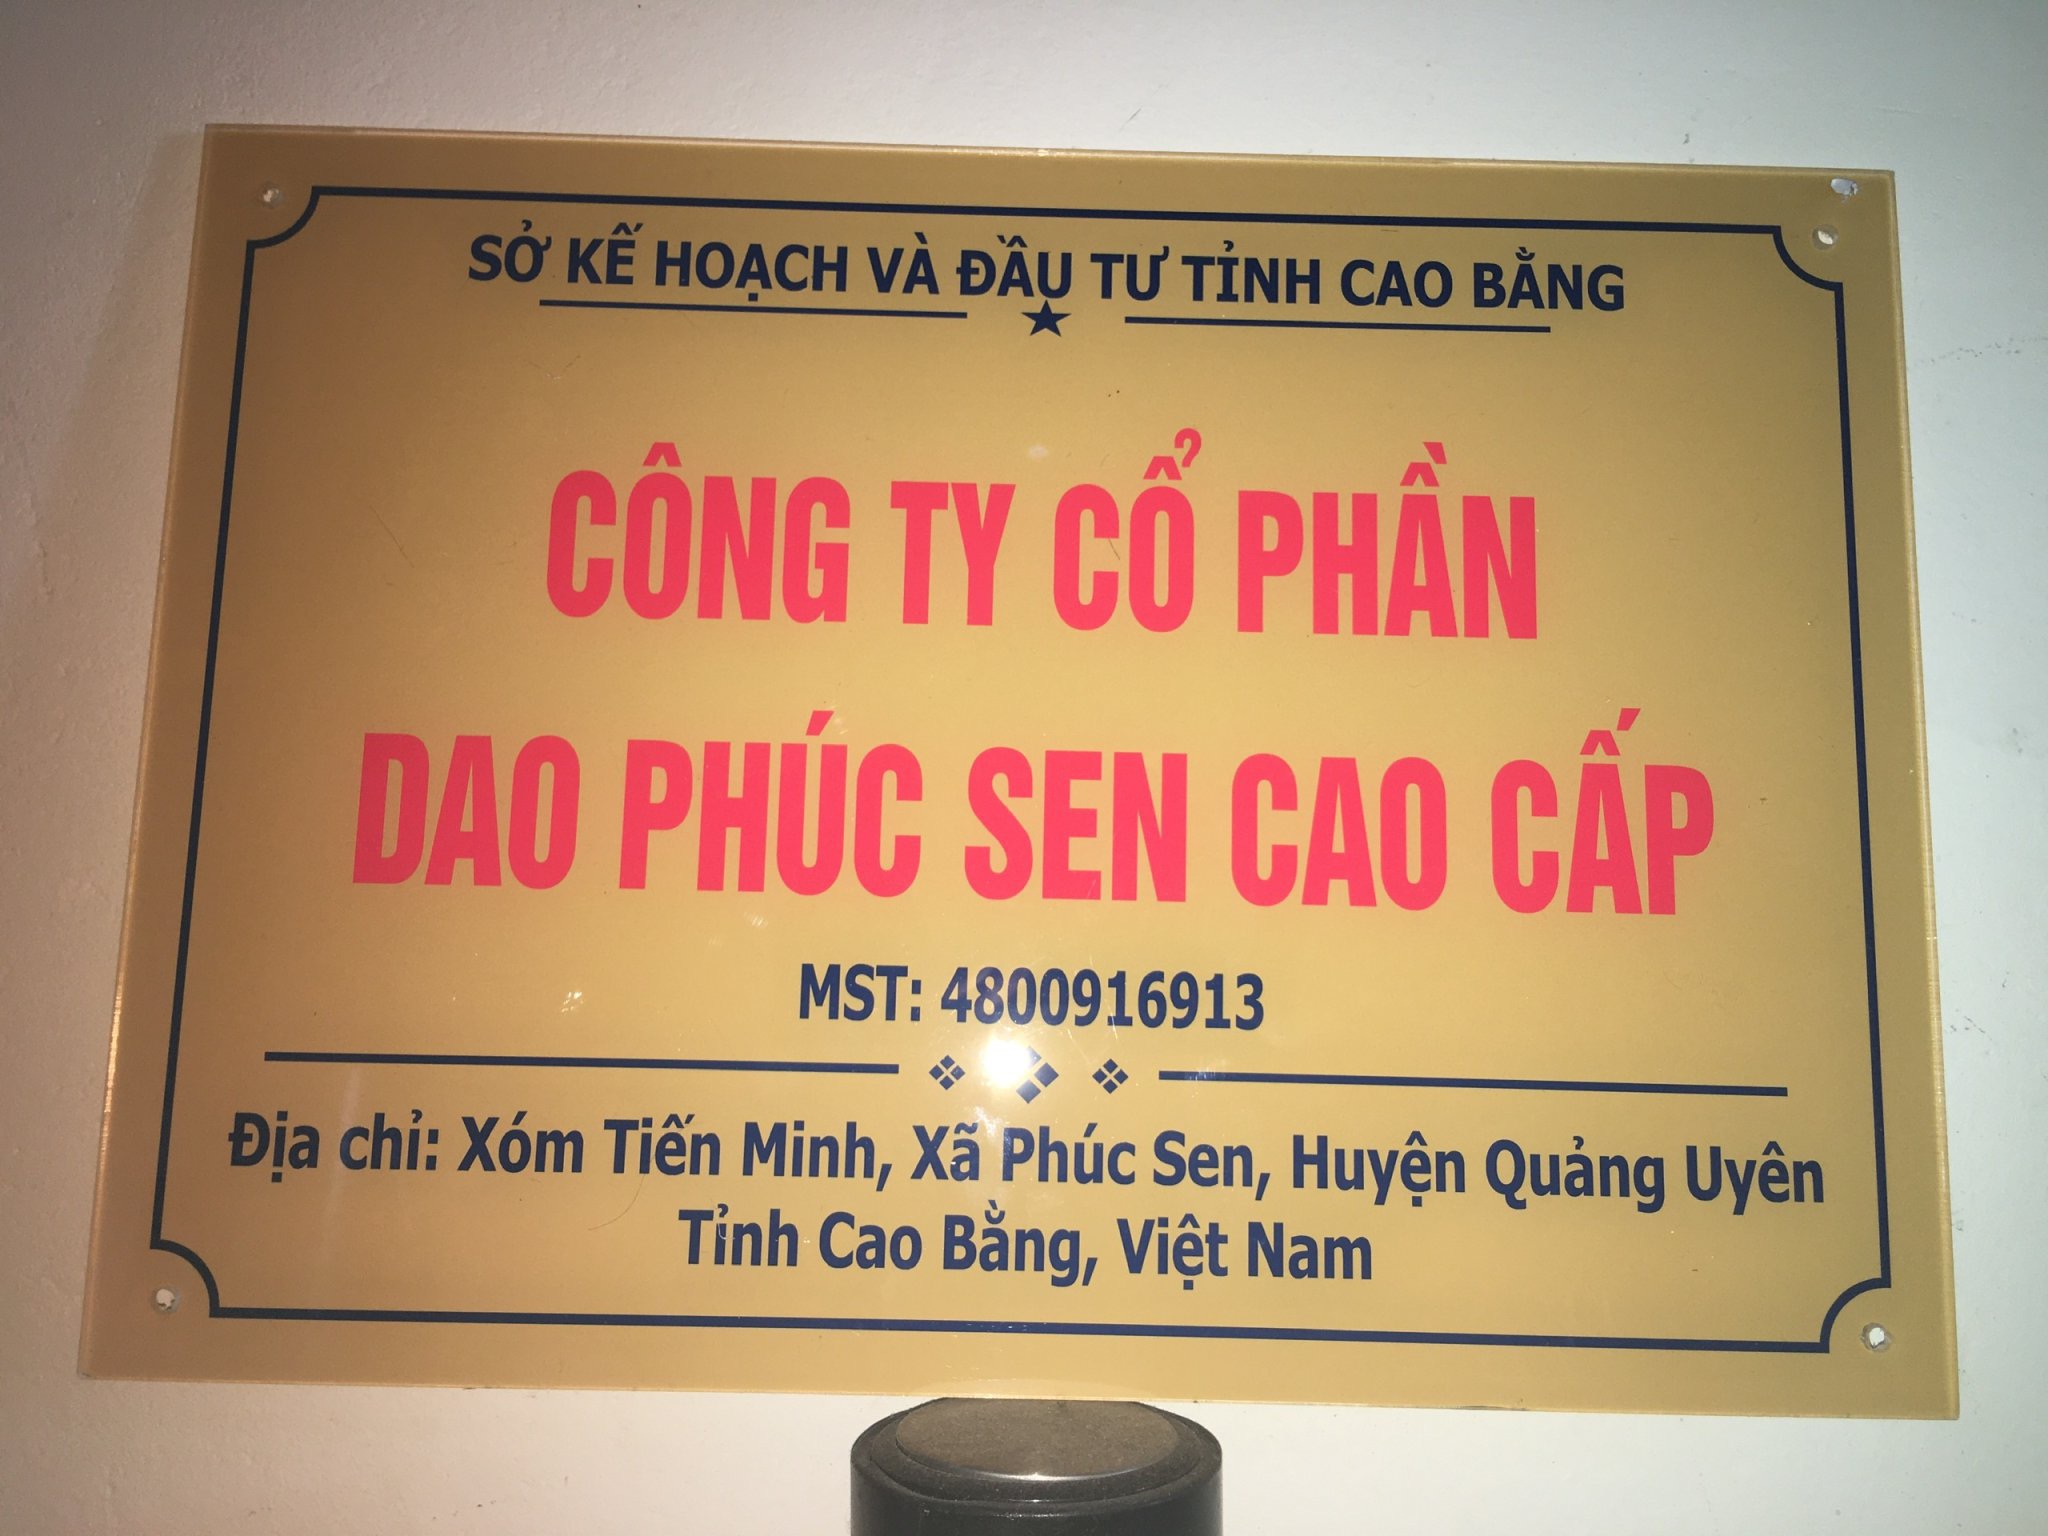 SỞ KẾ HOẠCH VÀ ĐẦU TƯ TỈNH CAO BẰNG
CÔNG TY CỔ PHẦN
DAO PHÚC SEN CAO CẤP
MST: 4800916913
Địa chỉ: Xóm Tiến Minh, Xã Phúc Sen, Huyện Quảng Uyên
Tỉnh Cao Bằng, Việt Nam